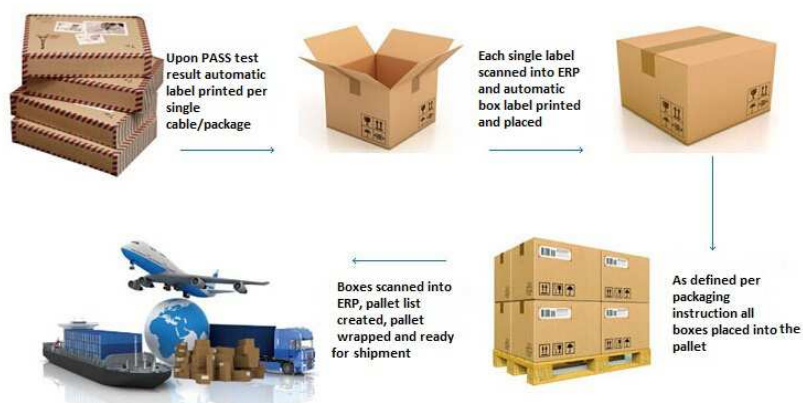 Upon PASS test
result automatic
label printed per
single
cable/package
Each single label
scanned into ERP
and automatic
box label printed
and placed
Boxes scanned into
ERP, pallet list
created, pallet
wrapped and ready
for shipment
As defined per
packaging
instruction all
boxes placed into the
pallet